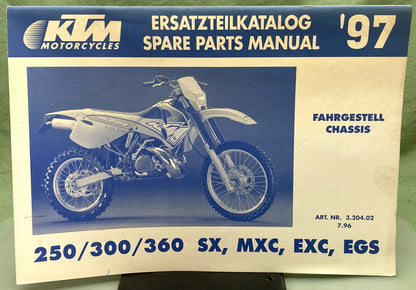 KTM
MOTORCYCLES
ERSATZTEILKATALOG
SPARE PARTS MANUAL
'97
FAHRGESTELL
CHASSIS
ART. NR. 3.204.02
7.96
250/300/360 SX, MXC, EXC, EGS